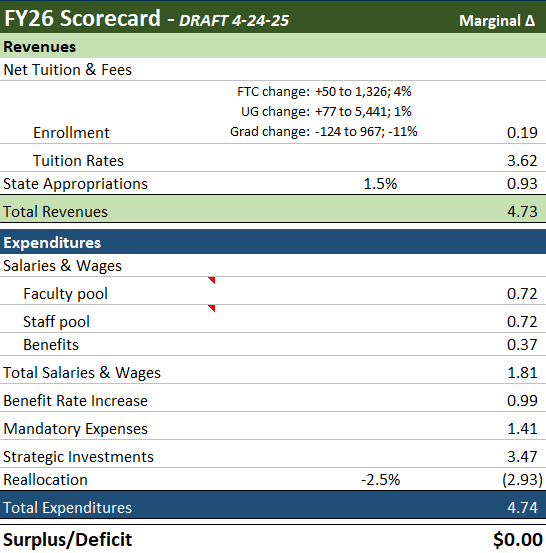 FY26 Scorecard - DRAFT 4-24-25 Marginal Δ
Revenues
Net Tuition & Fees
FTC change: +50 to 1,326; 4%
UG change: +77 to 5,441; 1%
Enrollment Grad change: -124 to 967; -11% 0.19
Tuition Rates 3.62
State Appropriations 1.5% 0.93
Total Revenues 4.73
Expenditures
Salaries & Wages
Faculty pool 0.72
Staff pool 0.72
Benefits 0.37
Total Salaries & Wages 1.81
Benefit Rate Increase 0.99
Mandatory Expenses 1.41
Strategic Investments 3.47
Reallocation -2.5% (2.93)
Total Expenditures 4.74
Surplus/Deficit $0.00